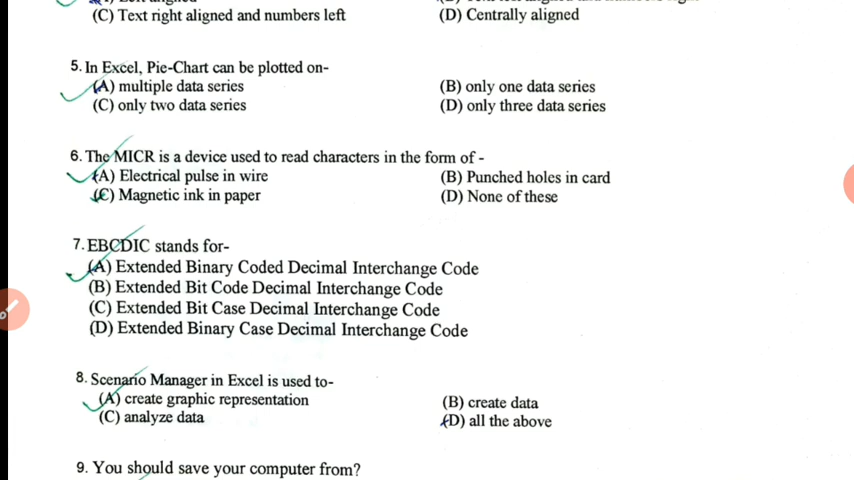 (C) Text right aligned and numbers left (D) Centrally aligned
5. In Excel, Pie-Chart can be plotted on-
(A) multiple data series (B) only one data series
(C) only two data series (D) only three data series
6. The MICR is a device used to read characters in the form of -
(A) Electrical pulse in wire (B) Punched holes in card
(C) Magnetic ink in paper (D) None of these
7. EBCDIC stands for-
(A) Extended Binary Coded Decimal Interchange Code
(B) Extended Bit Code Decimal Interchange Code
(C) Extended Bit Case Decimal Interchange Code
(D) Extended Binary Case Decimal Interchange Code
8. Scenario Manager in Excel is used to-
(A) create graphic representation (B) create data
(C) analyze data (D) all the above
9. You should save your computer from?